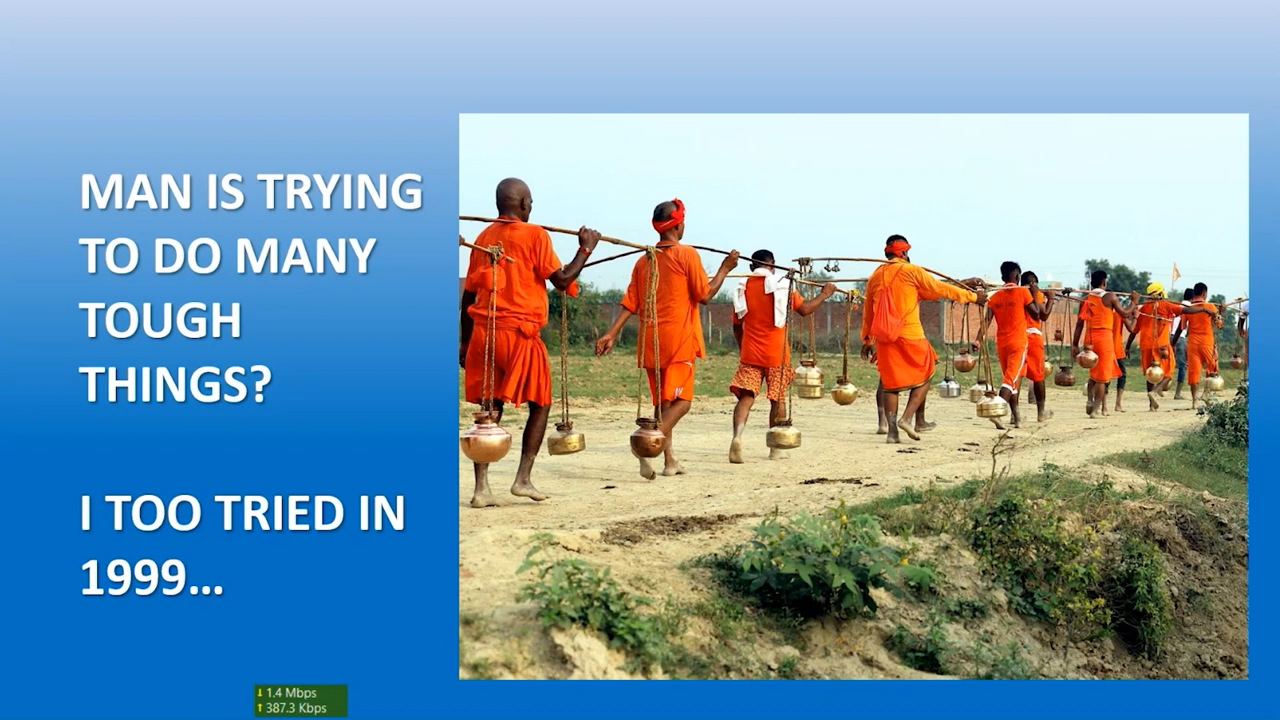 MAN IS TRYING
TO DO MANY
TOUGH
THINGS?
I TOO TRIED IN
1999...
↓ 1.4 Mbps
↑ 387.3 Kbps